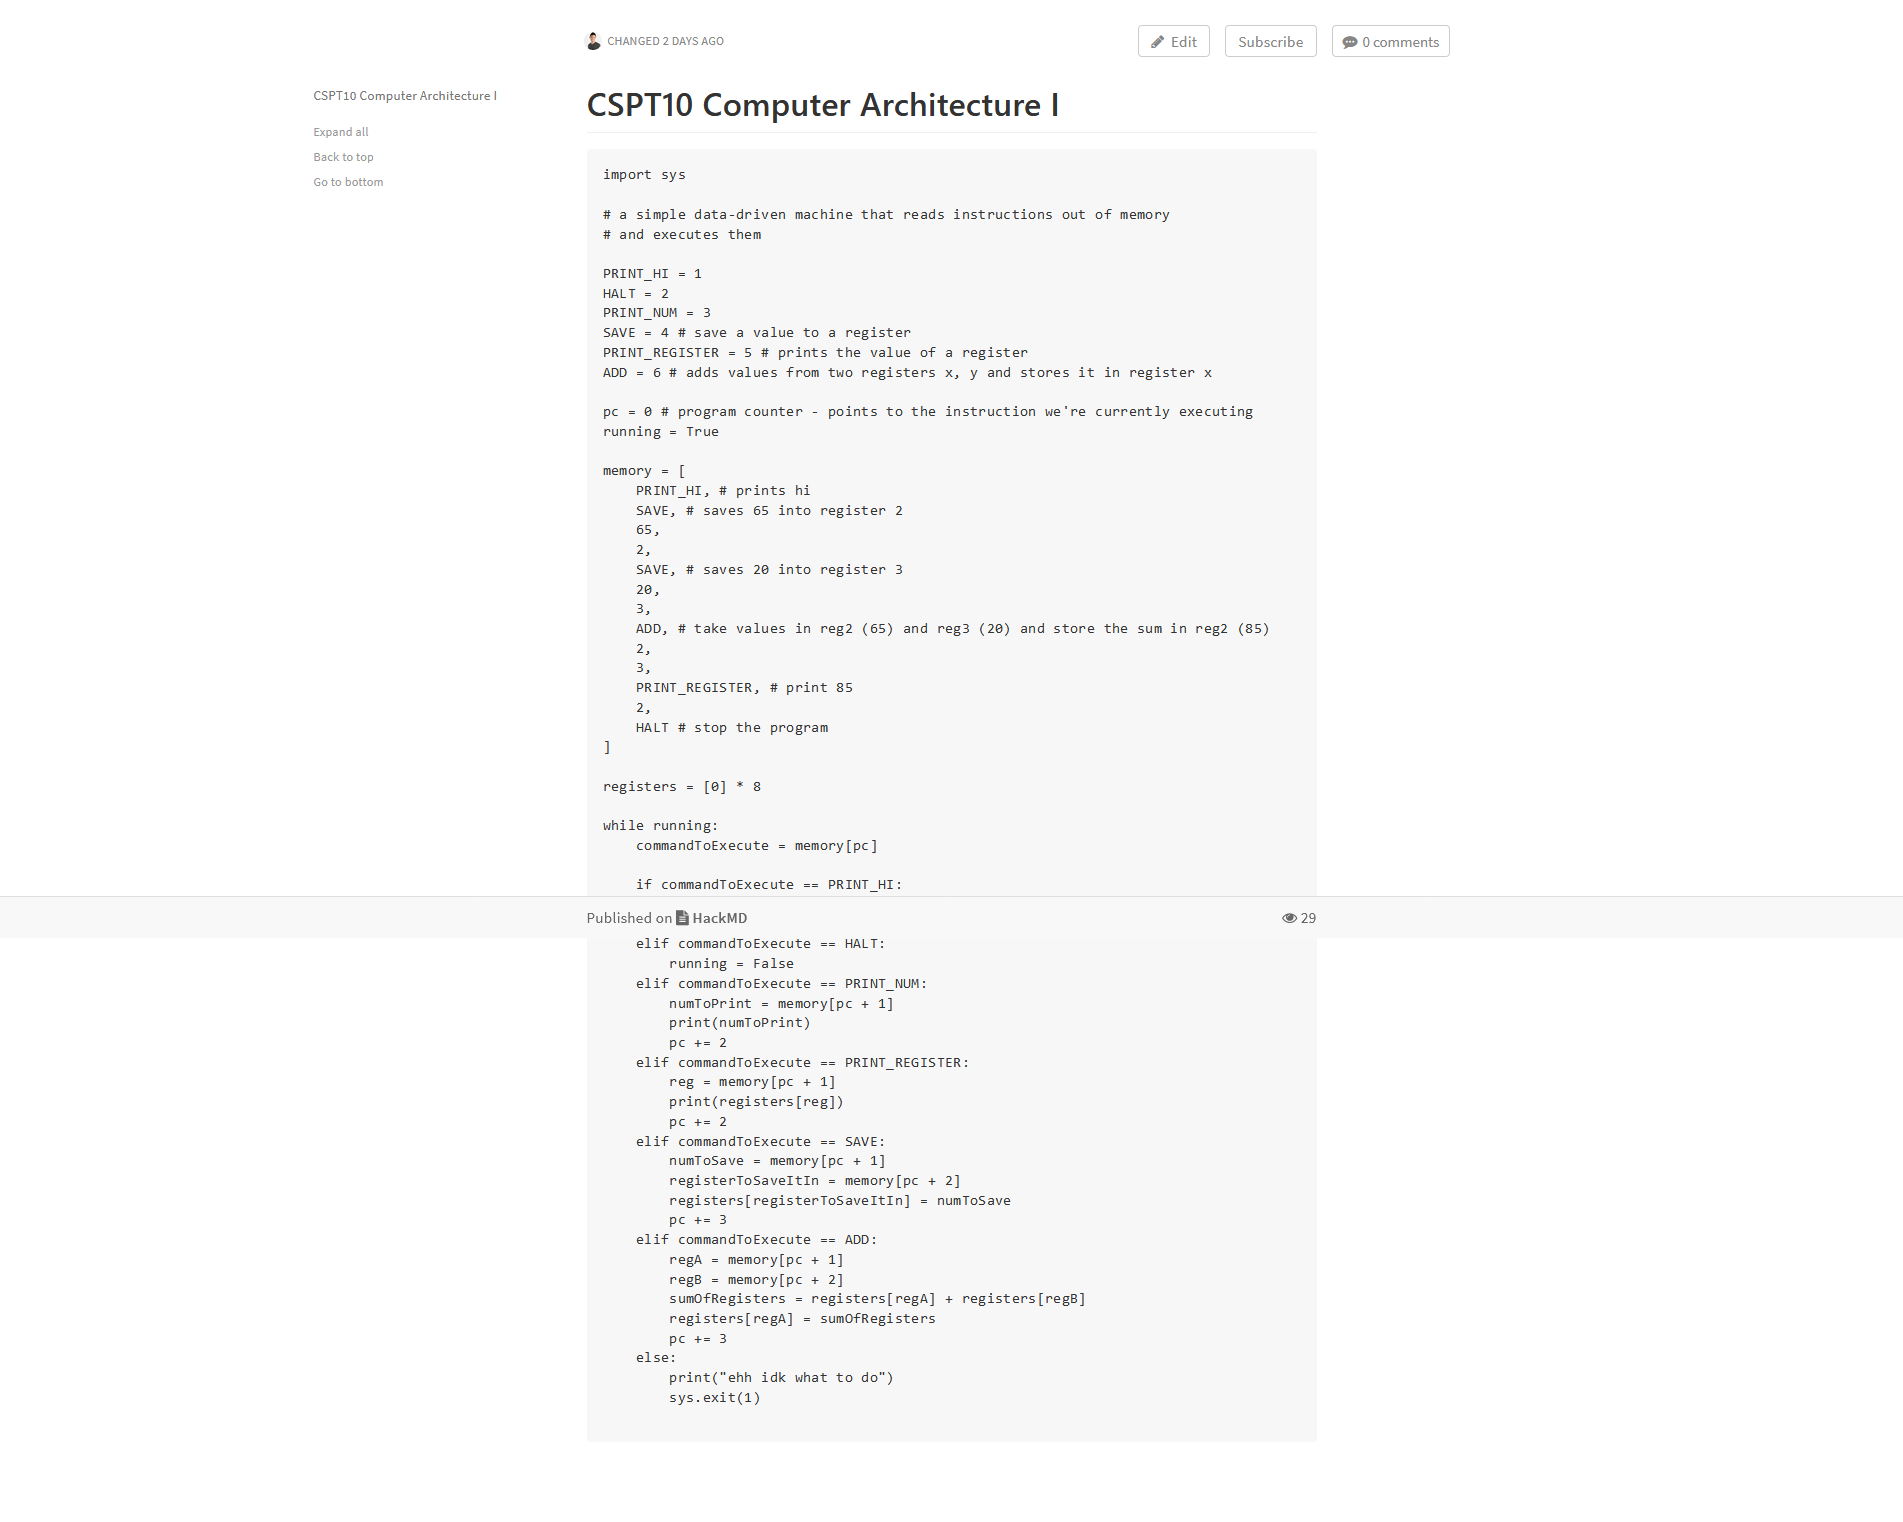 CHANGED 2 DAYS AGO
Edit
Subscribe
0 comments
CSPT10 Computer Architecture I
Expand all
Back to top
Go to bottom
CSPT10 Computer Architecture I
import sys

# a simple data-driven machine that reads instructions out of memory
# and executes them

PRINT_HI = 1
HALT = 2
PRINT_NUM = 3
SAVE = 4 # save a value to a register
PRINT_REGISTER = 5 # prints the value of a register
ADD = 6 # adds values from two registers x, y and stores it in register x

pc = 0 # program counter - points to the instruction we're currently executing
running = True

memory = [
    PRINT_HI, # prints hi
    SAVE, # saves 65 into register 2
    65,
    2,
    SAVE, # saves 20 into register 3
    20,
    3,
    ADD, # take values in reg2 (65) and reg3 (20) and store the sum in reg2 (85)
    2,
    3,
    PRINT_REGISTER, # print 85
    2,
    HALT # stop the program
]

registers = [0] * 8

while running:
    commandToExecute = memory[pc]

    if commandToExecute == PRINT_HI:
Published on HackMD
29
    elif commandToExecute == HALT:
        running = False
    elif commandToExecute == PRINT_NUM:
        numToPrint = memory[pc + 1]
        print(numToPrint)
        pc += 2
    elif commandToExecute == PRINT_REGISTER:
        reg = memory[pc + 1]
        print(registers[reg])
        pc += 2
    elif commandToExecute == SAVE:
        numToSave = memory[pc + 1]
        registerToSaveItIn = memory[pc + 2]
        registers[registerToSaveItIn] = numToSave
        pc += 3
    elif commandToExecute == ADD:
        regA = memory[pc + 1]
        regB = memory[pc + 2]
        sumOfRegisters = registers[regA] + registers[regB]
        registers[regA] = sumOfRegisters
        pc += 3
    else:
        print("ehh idk what to do")
        sys.exit(1)